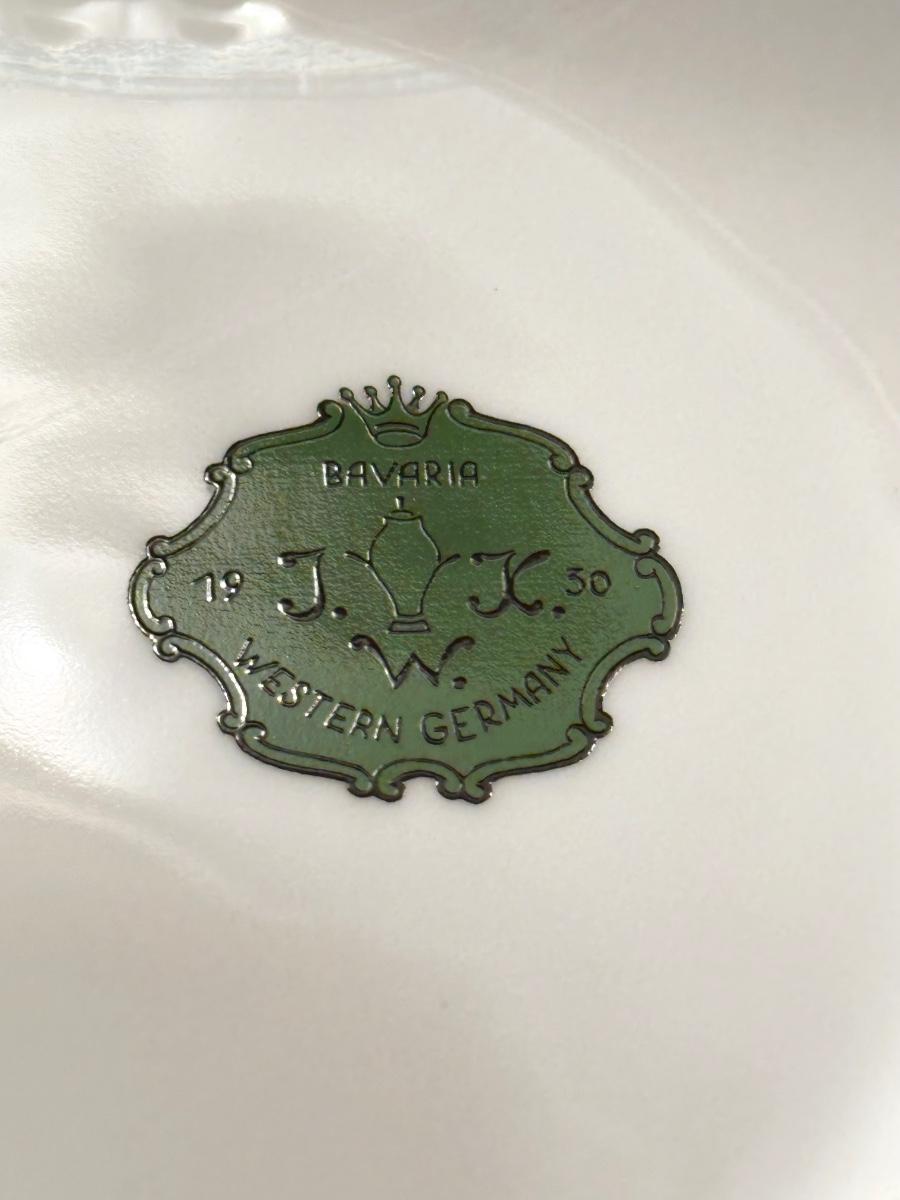 BAVARIA
19 J. K. 30
W.
WESTERN GERMANY